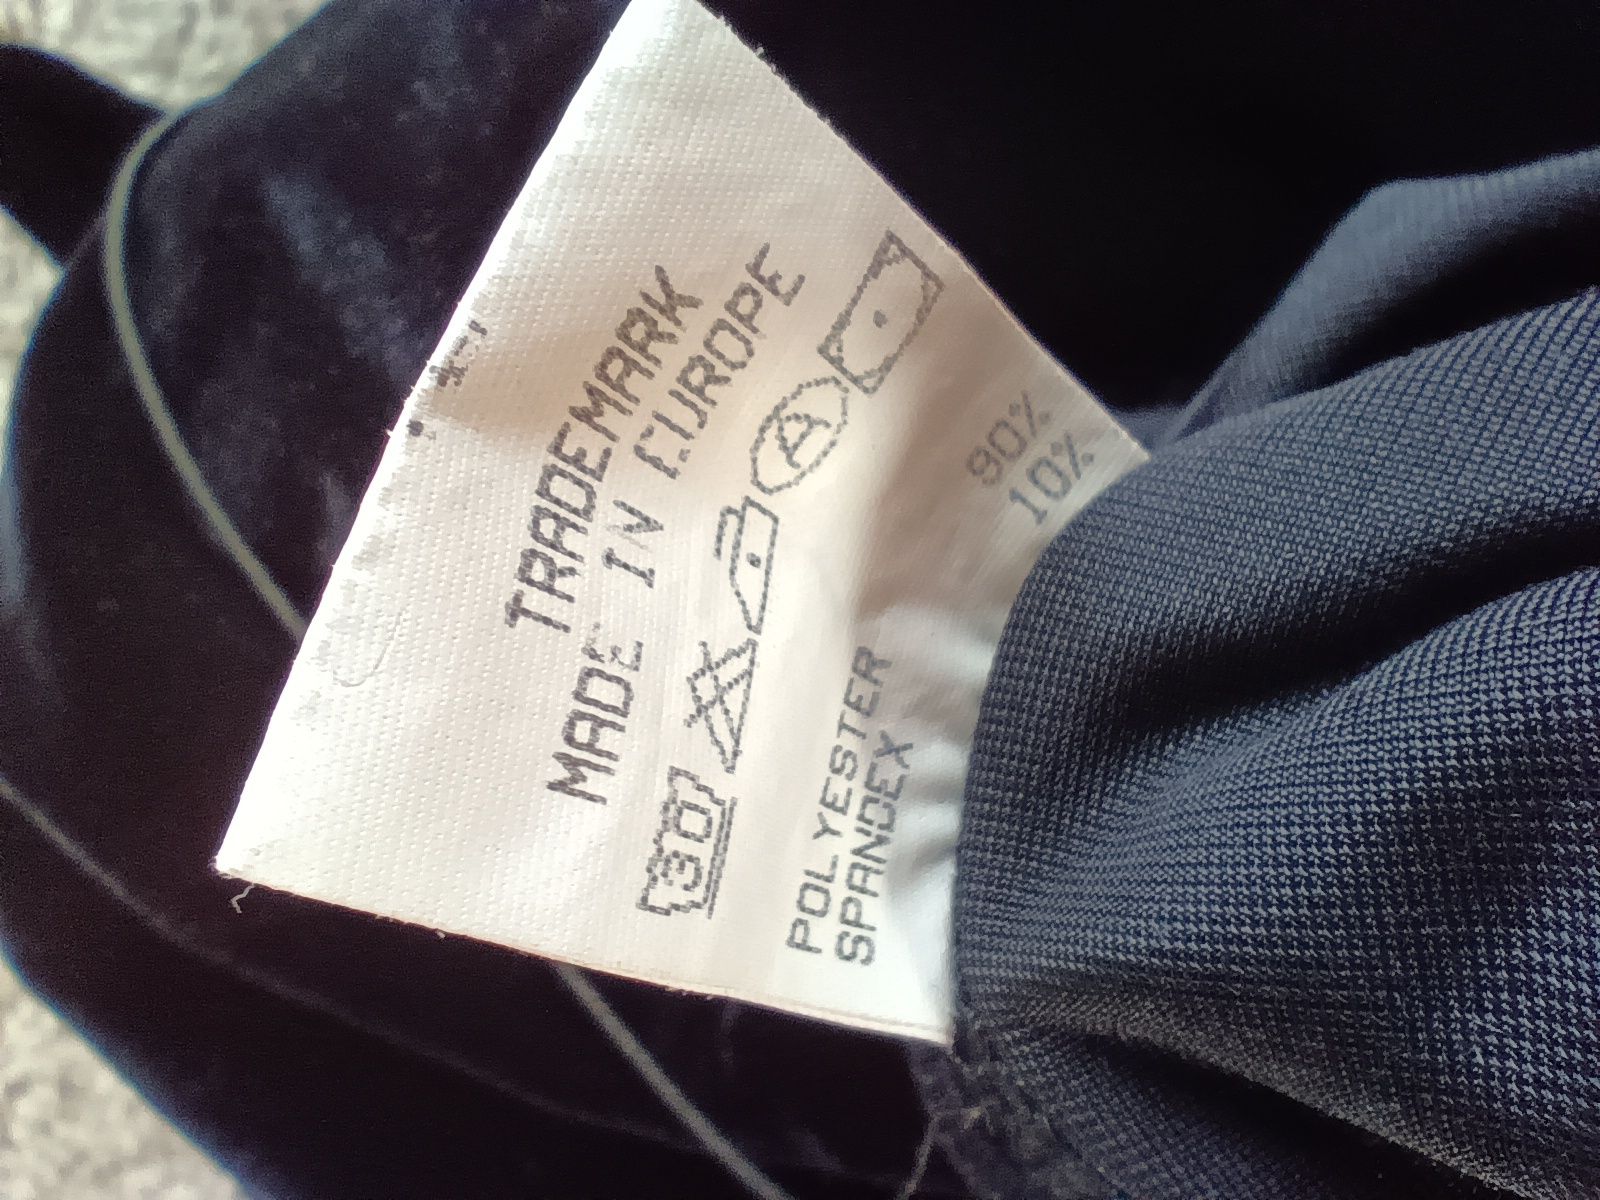 TRADEMARK
MADE IN EUROPE
30 A
POLYESTER 90%
SPANDEX 10%